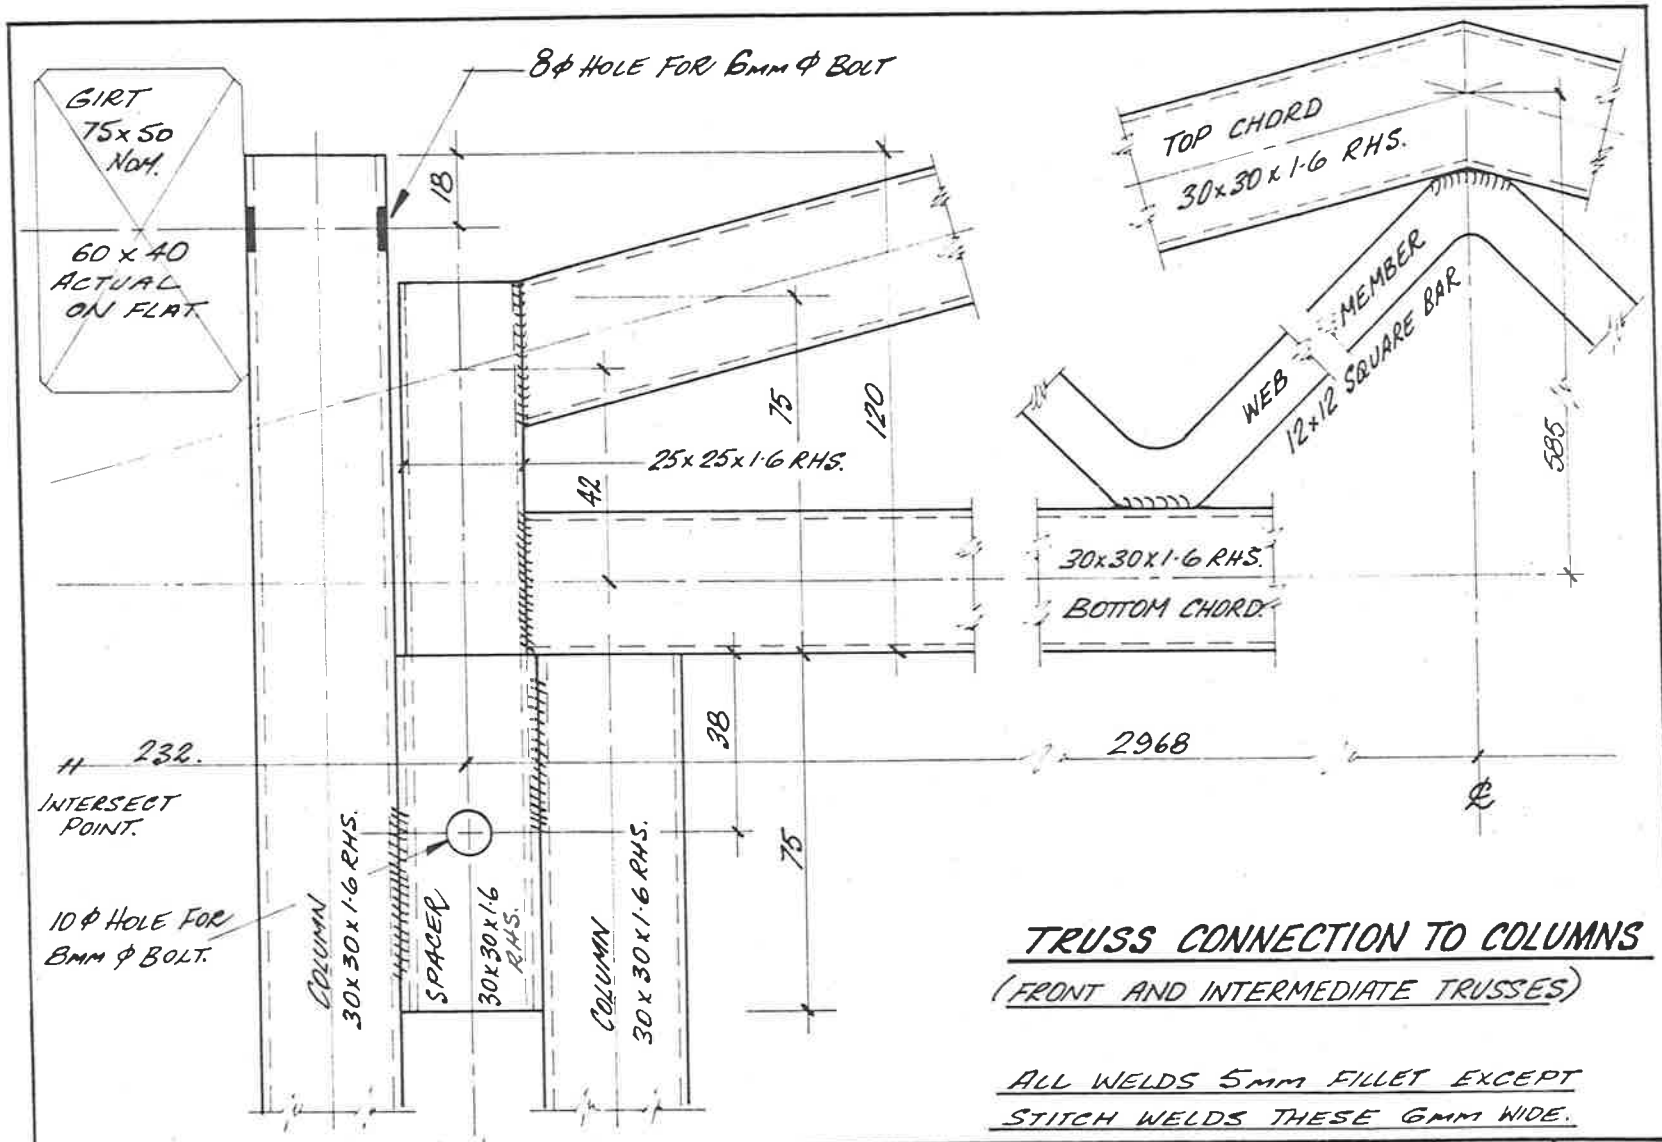 GIRT
75x50
NOM.
60 x 40
ACTUAL
ON FLAT.
8φ HOLE FOR 6mm φ BOLT
18
TOP CHORD
30x30x1·6 RHS.
WEB MEMBER
12x12 SQUARE BAR
75
120
585
25x25x1·6 RHS.
42
30x30x1·6 RHS.
BOTTOM CHORD
38
232.
2968
INTERSECT
POINT.
℄
75
10φ HOLE FOR
8mm φ BOLT.
COLUMN
30x30x1·6 RHS.
SPACER
30x30x1·6
RHS.
COLUMN
30x30x1·6 RHS.
TRUSS CONNECTION TO COLUMNS
(FRONT AND INTERMEDIATE TRUSSES)
ALL WELDS 5mm FILLET EXCEPT
STITCH WELDS THESE 6mm WIDE.